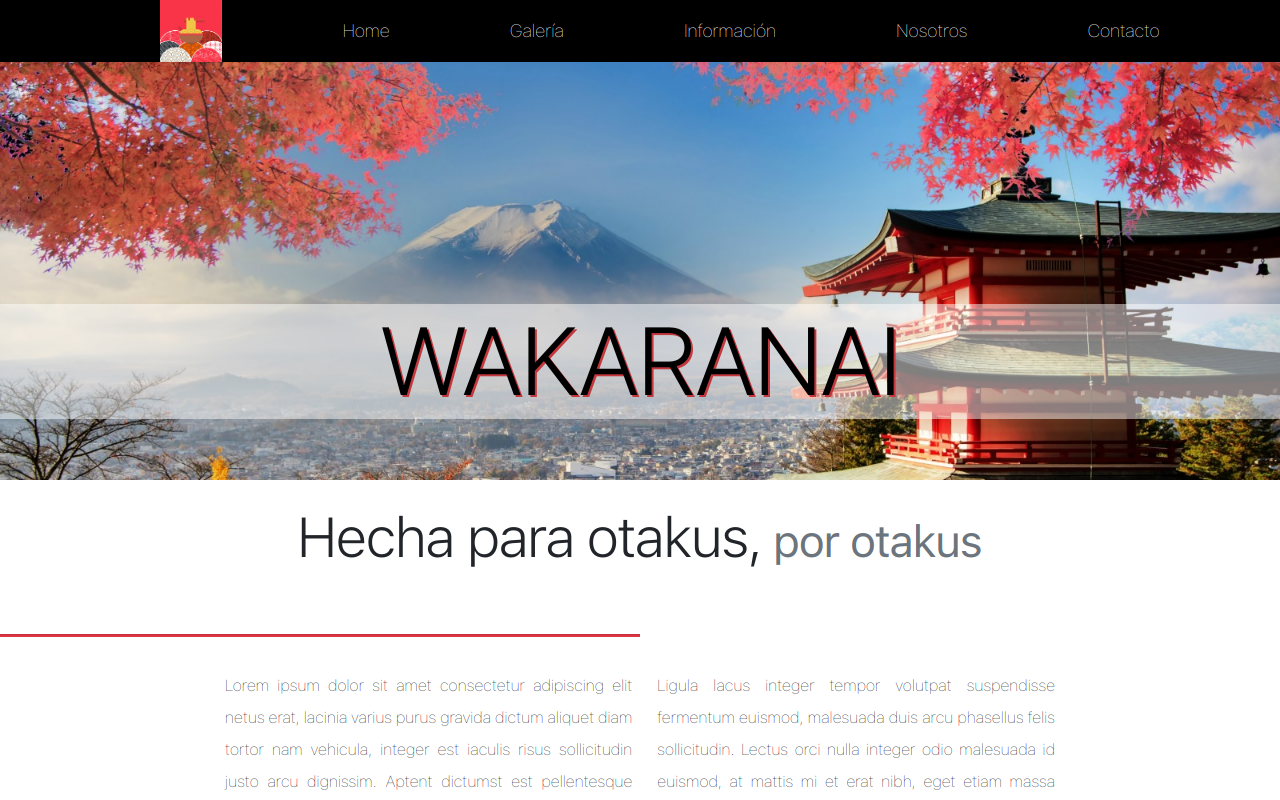 Home Galería Información Nosotros Contacto
WAKARANAI
Hecha para otakus, por otakus
Lorem ipsum dolor sit amet consectetur adipiscing elit
netus erat, lacinia varius purus gravida dictum aliquet diam
tortor nam vehicula, integer est iaculis risus sollicitudin
justo arcu dignissim. Aptent dictumst est pellentesque
Ligula lacus integer tempor volutpat suspendisse
fermentum euismod, malesuada duis arcu phasellus felis
sollicitudin. Lectus orci nulla integer odio malesuada id
euismod, at mattis mi et erat nibh, eget etiam massa